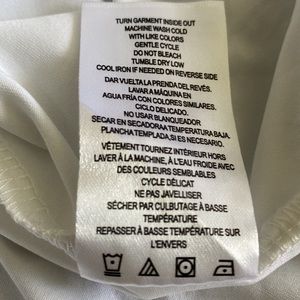 TURN GARMENT INSIDE OUT
MACHINE WASH COLD
WITH LIKE COLORS
GENTLE CYCLE
DO NOT BLEACH
TUMBLE DRY LOW
COOL IRON IF NEEDED ON REVERSE SIDE
DAR VUELTA LA PRENDA DEL REVÉS.
LAVAR A MÁQUINA EN
AGUA FRÍA CON COLORES SIMILARES.
CICLO DELICADO.
NO USAR BLANQUEADOR
SECAR EN SECADORA A TEMPERATURA BAJA.
PLANCHA TEMPLADA, SI ES NECESARIO.
VÊTEMENT TOURNEZ INTÉRIEUR HORS
LAVER À LA MACHINE, À L'EAU FROIDE AVEC
DES COULEURS SEMBLABLES
CYCLE DÉLICAT
NE PAS JAVELLISER
SÉCHER PAR CULBUTAGE À BASSE
TEMPÉRATURE
REPASSER À BASSE TEMPÉRATURE SUR
L'ENVERS